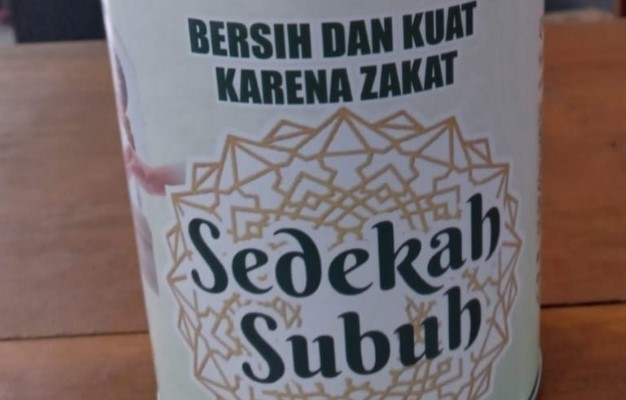 BERSIH DAN KUAT
KARENA ZAKAT
Sedekah
Subuh